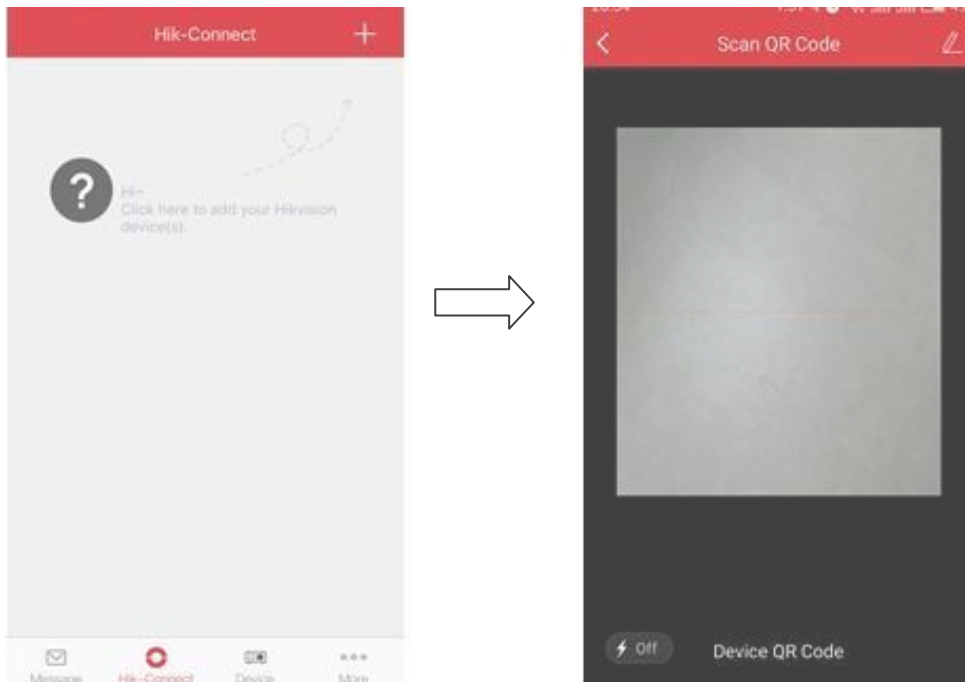 Hik-Connect
?
Hi~
Click here to add your Hikvision
device(s).
Message
Hik-Connect
Device
More
Scan QR Code
Off
Device QR Code